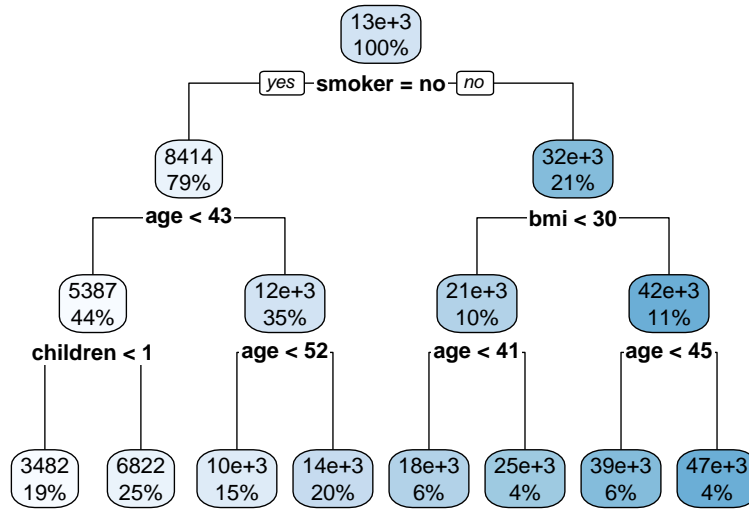 13e+3
100%
yes smoker = no no
8414
79%
32e+3
21%
age < 43
bmi < 30
5387
44%
12e+3
35%
21e+3
10%
42e+3
11%
children < 1
age < 52
age < 41
age < 45
3482
19%
6822
25%
10e+3
15%
14e+3
20%
18e+3
6%
25e+3
4%
39e+3
6%
47e+3
4%